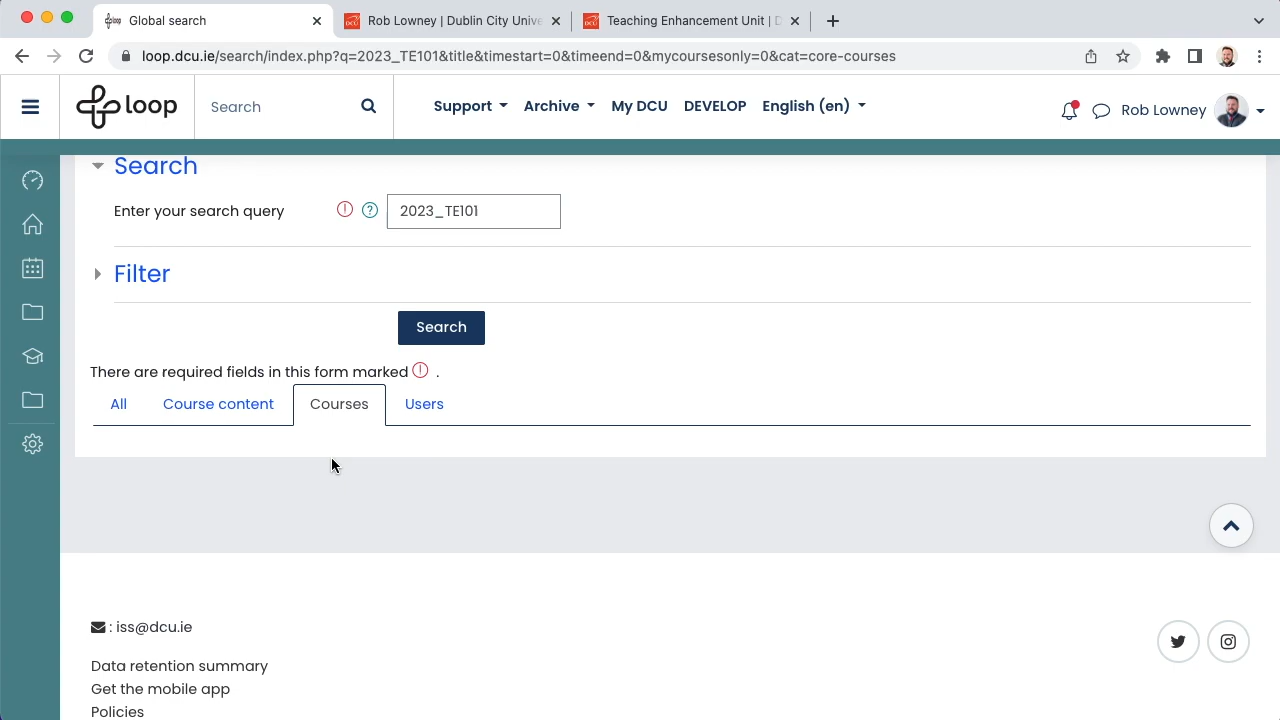 Global search
Rob Lowney | Dublin City Unive
Teaching Enhancement Unit | D
loop.dcu.ie/search/index.php?q=2023_TE101&title&timestart=0&timeend=0&mycoursesonly=0&cat=core-courses
loop
Search
Support
Archive
My DCU
DEVELOP
English (en)
Rob Lowney
Search
Enter your search query
2023_TE101
Filter
Search
There are required fields in this form marked .
All
Course content
Courses
Users
: iss@dcu.ie
Data retention summary
Get the mobile app
Policies